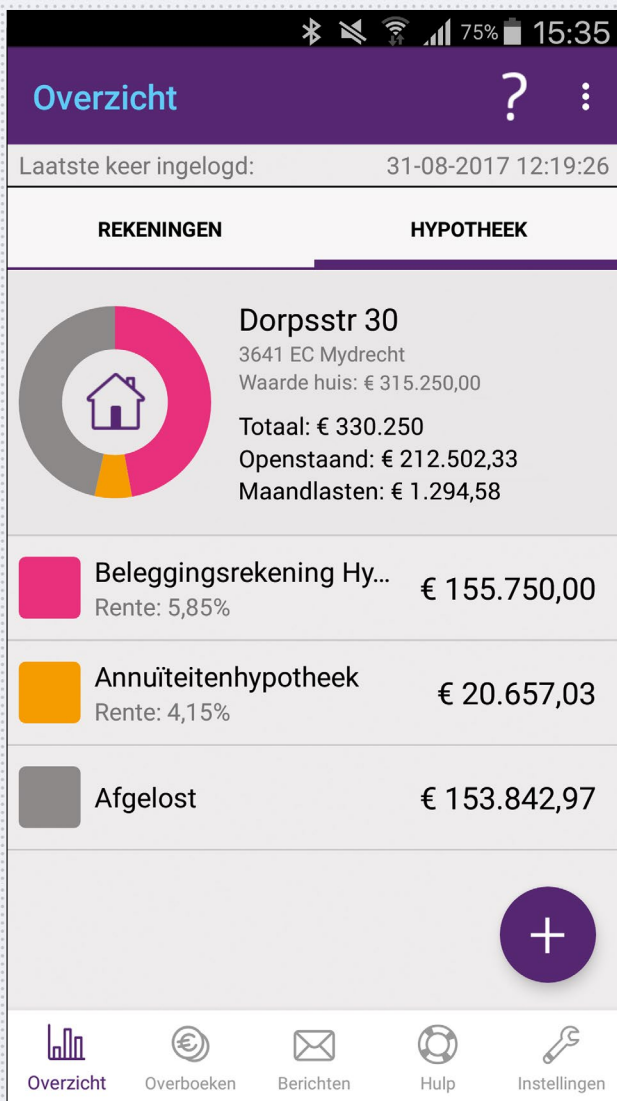 75% 15:35
Overzicht ?
Laatste keer ingelogd: 31-08-2017 12:19:26
REKENINGEN HYPOTHEEK
Dorpsstr 30
3641 EC Mydrecht
Waarde huis: € 315.250,00
Totaal: € 330.250
Openstaand: € 212.502,33
Maandlasten: € 1.294,58
Beleggingsrekening Hy... € 155.750,00
Rente: 5,85%
Annuïteitenhypotheek € 20.657,03
Rente: 4,15%
Afgelost € 153.842,97
+
Overzicht Overboeken Berichten Hulp Instellingen